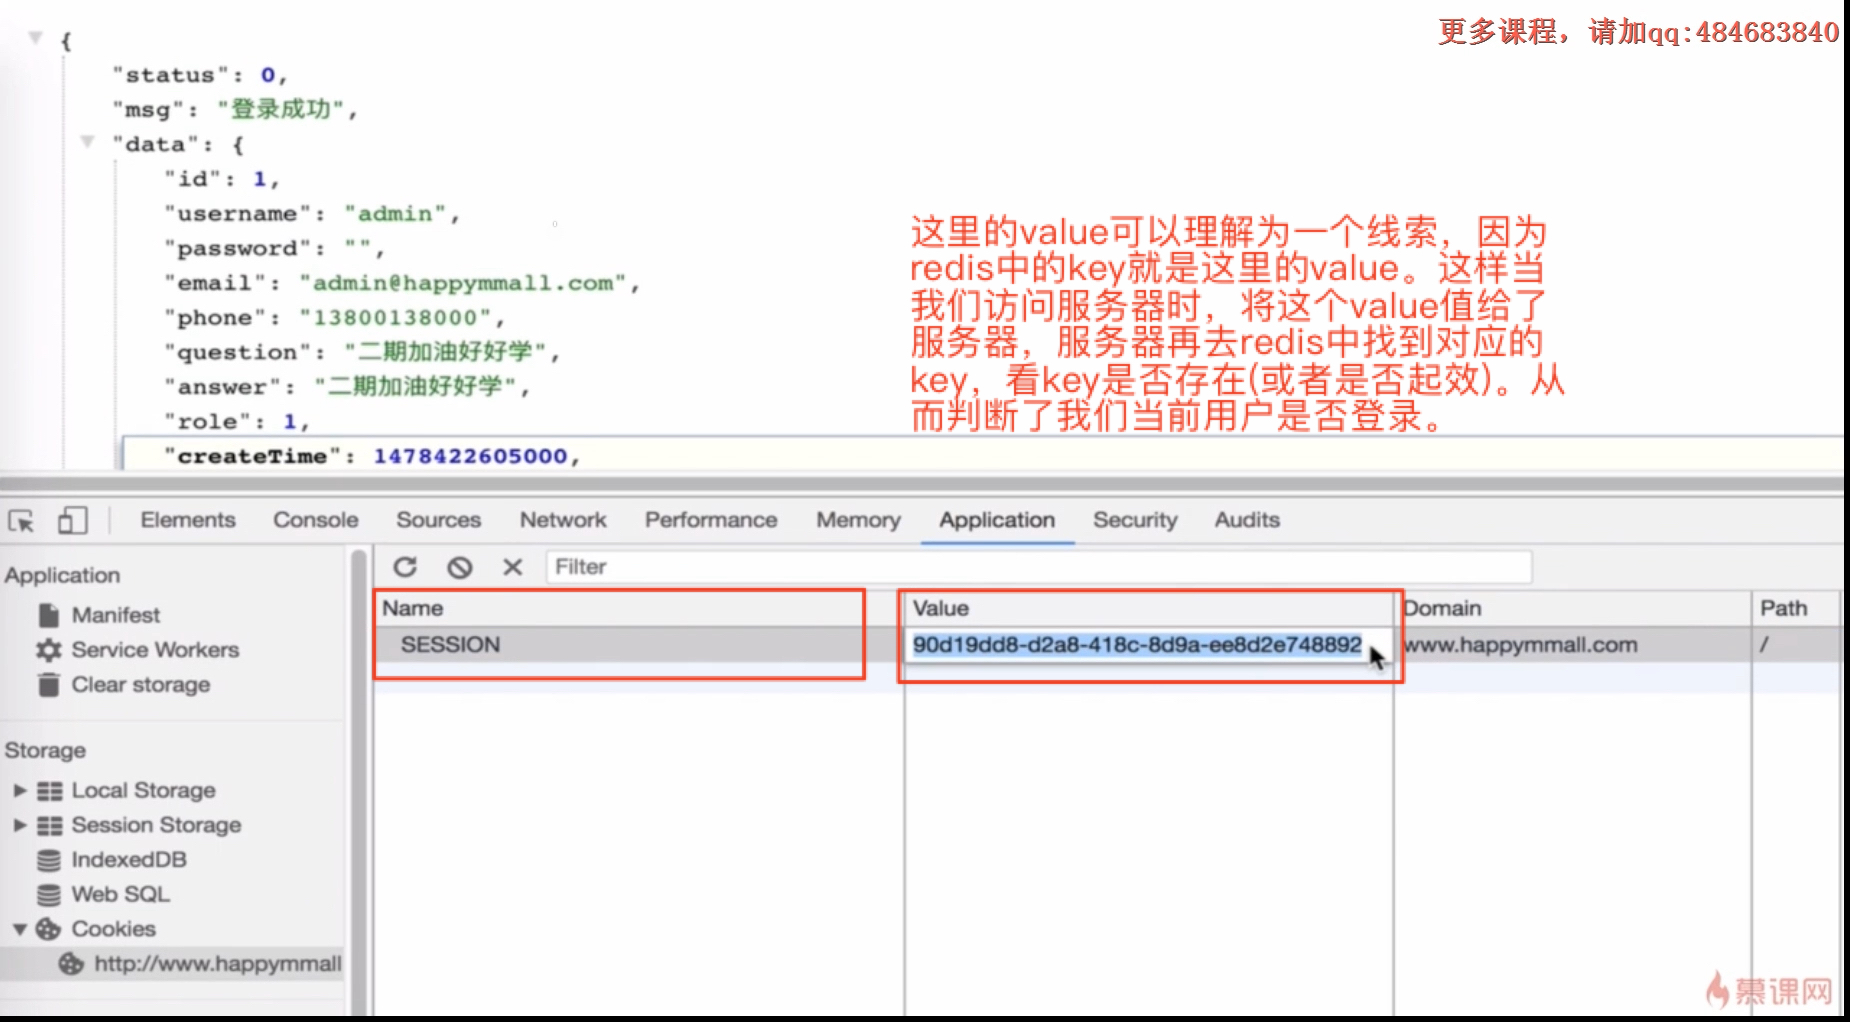 更多课程，请加qq:484683840
{
"status": 0,
"msg": "登录成功",
"data": {
"id": 1,
"username": "admin",
"password": "",
"email": "admin@happymmall.com",
"phone": "13800138000",
"question": "二期加油好好学",
"answer": "二期加油好好学",
"role": 1,
"createTime": 1478422605000,
这里的value可以理解为一个线索，因为
redis中的key就是这里的value。这样当
我们访问服务器时，将这个value值给了
服务器，服务器再去redis中找到对应的
key，看key是否存在(或者是否起效)。从
而判断了我们当前用户是否登录。
Elements Console Sources Network Performance Memory Application Security Audits
Application
Manifest
Service Workers
Clear storage
Storage
Local Storage
Session Storage
IndexedDB
Web SQL
Cookies
http://www.happymmall
Filter
Name Value Domain Path
SESSION 90d19dd8-d2a8-418c-8d9a-ee8d2e748892 www.happymmall.com /
慕课网